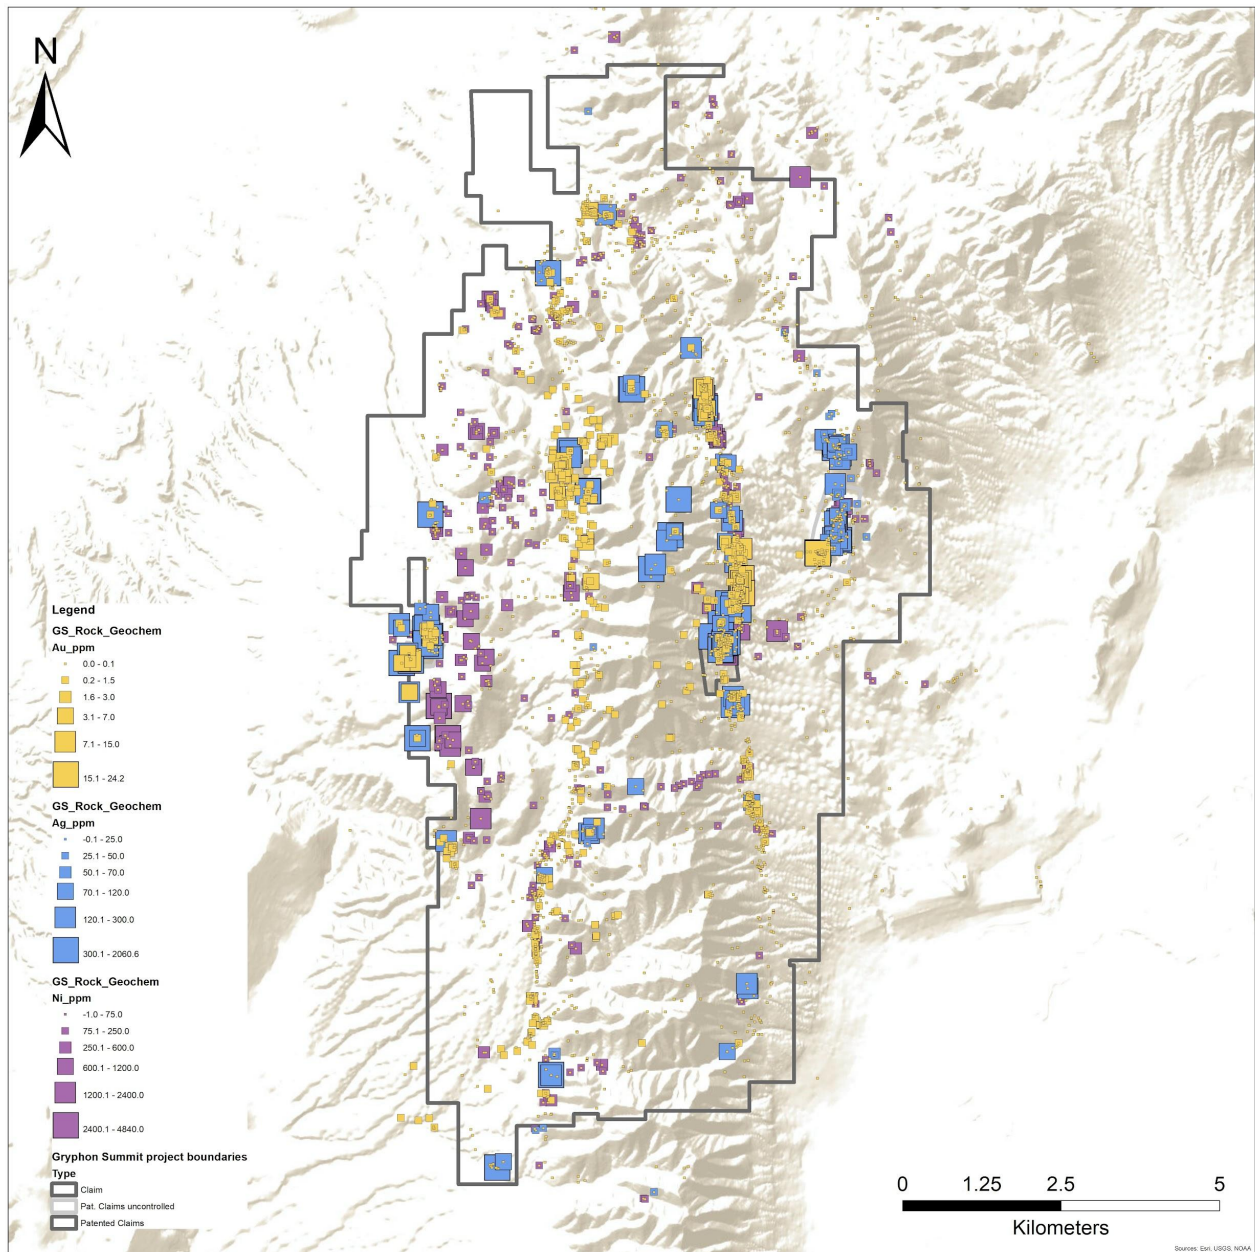 N
Legend
GS_Rock_Geochem
Au_ppm
0.0 - 0.1
0.2 - 1.5
1.6 - 3.0
3.1 - 7.0
7.1 - 15.0
15.1 - 24.2
GS_Rock_Geochem
Ag_ppm
-0.1 - 25.0
25.1 - 50.0
50.1 - 70.0
70.1 - 120.0
120.1 - 300.0
300.1 - 2060.6
GS_Rock_Geochem
Ni_ppm
-1.0 - 75.0
75.1 - 250.0
250.1 - 600.0
600.1 - 1200.0
1200.1 - 2400.0
2400.1 - 4840.0
Gryphon Summit project boundaries
Type
Claim
Pat. Claims uncontrolled
Patented Claims
0 1.25 2.5 5
Kilometers
Sources: Esri, USGS, NOAA